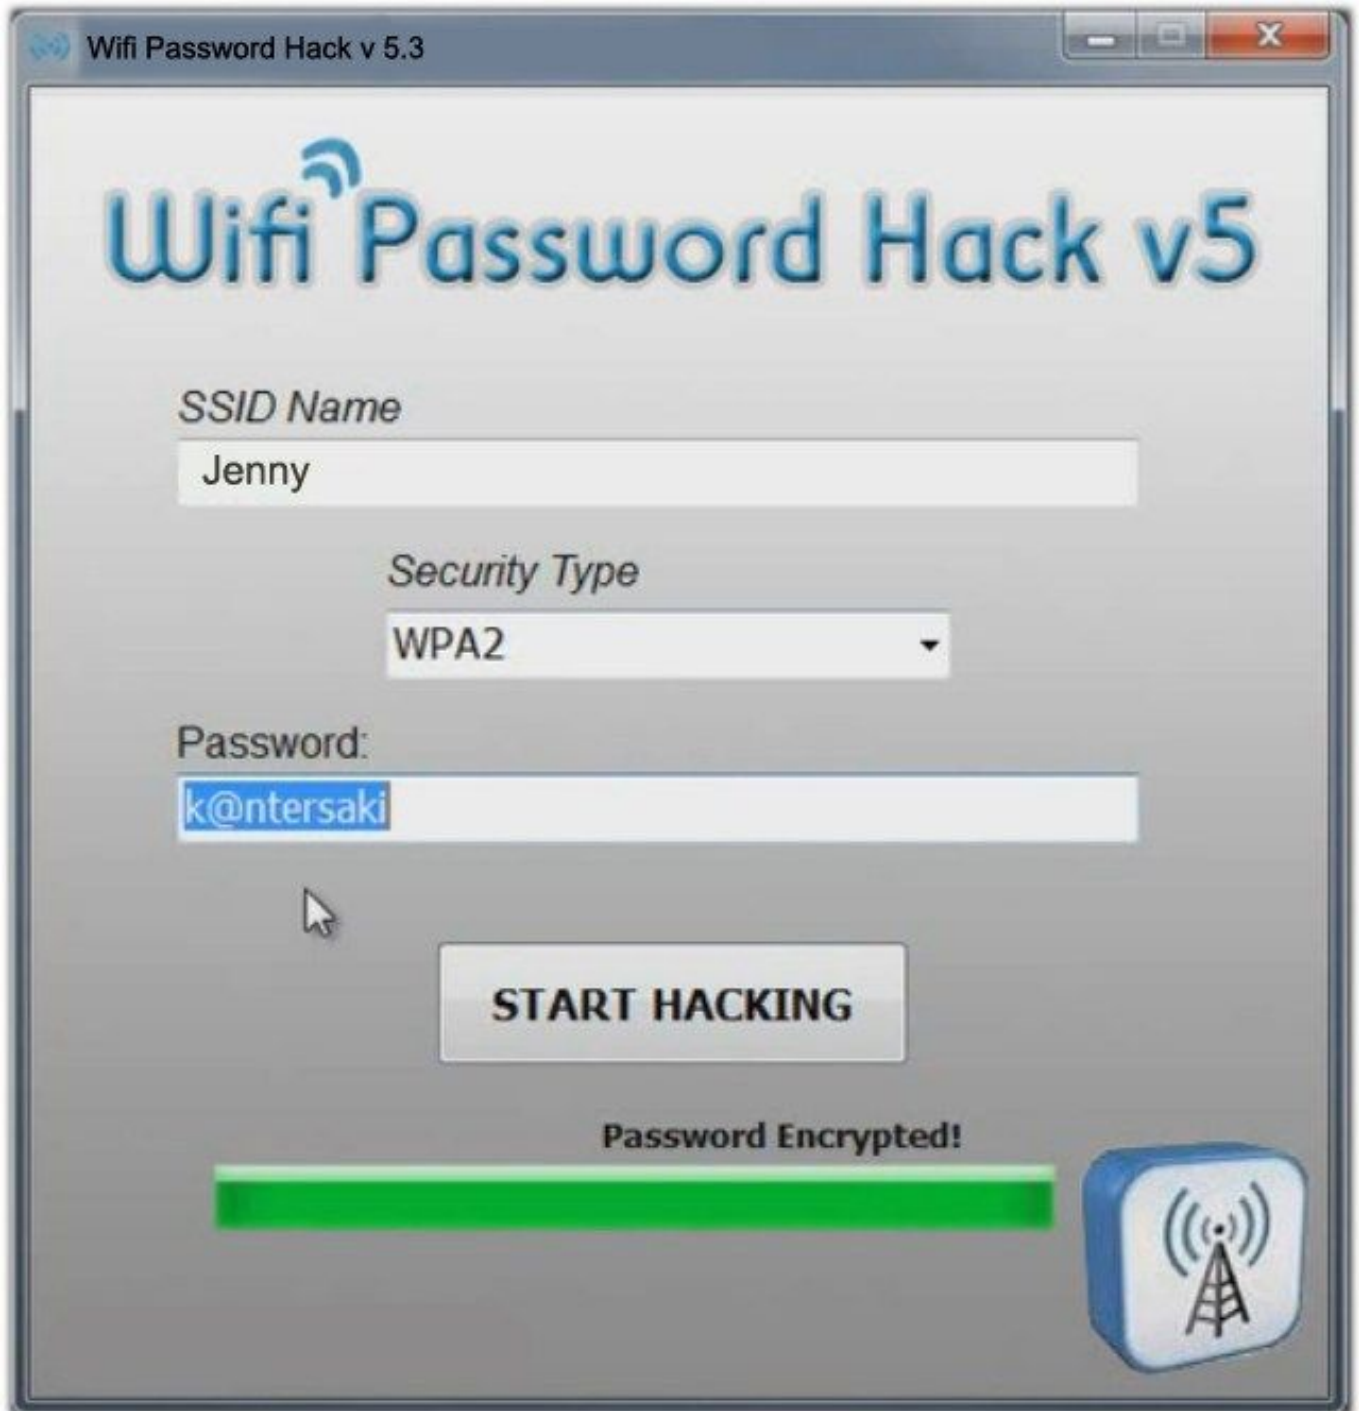 Wifi Password Hack v 5.3
Wifi Password Hack v5
SSID Name
Jenny
Security Type
WPA2
Password:
k@ntersaki
START HACKING
Password Encrypted!